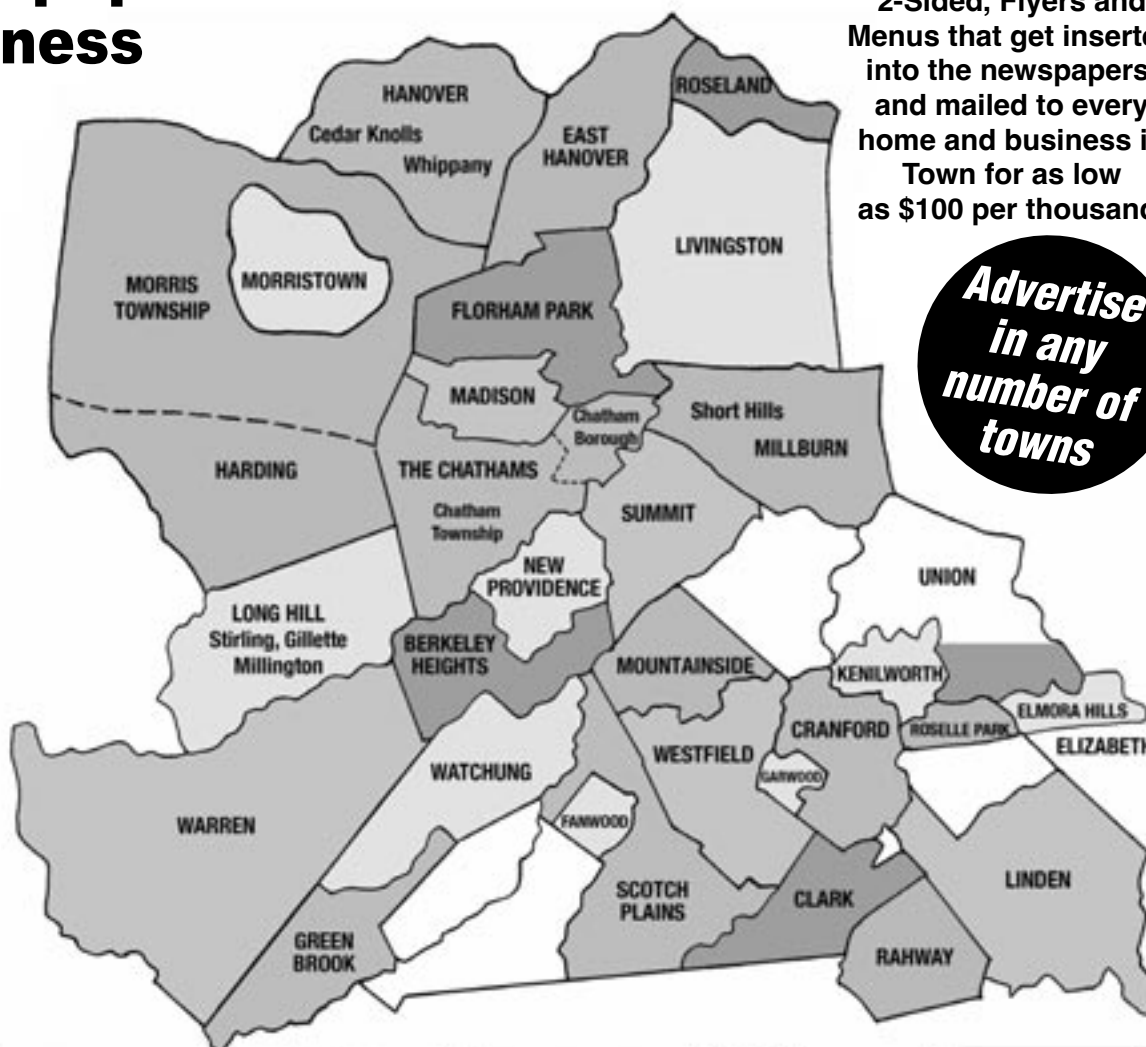 ness
2-Sided, Flyers and
Menus that get
into the newspapers
and mailed to every
home and business
Town for as low
as $100 per
Advertise
in any
number of
towns
HANOVER
Cedar Knolls
Whippany
EAST
HANOVER
ROSELAND
LIVINGSTON
MORRIS
TOWNSHIP
MORRISTOWN
FLORHAM PARK
MADISON
Chatham
Borough
Short Hills
MILLBURN
HARDING
THE CHATHAMS
Chatham
Township
SUMMIT
NEW
PROVIDENCE
UNION
LONG HILL
Stirling, Gillette
Millington
BERKELEY
HEIGHTS
MOUNTAINSIDE
KENILWORTH
ELMORA HILLS
CRANFORD
ROSELLE PARK
ELIZABETH
WESTFIELD
GARWOOD
WATCHUNG
WARREN
FANWOOD
SCOTCH
PLAINS
CLARK
LINDEN
GREEN
BROOK
RAHWAY